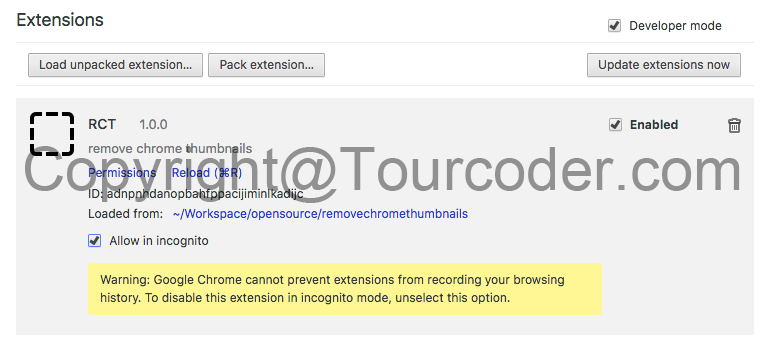 Extensions
Developer mode
Load unpacked extension... Pack extension... Update extensions now
RCT 1.0.0 Enabled
remove chrome thumbnails
Copyright@Tourcoder.com
Permissions Reload (⌘R)
ID:
Loaded from: ~/Workspace/opensource/removechromethumbnails
Allow in incognito
Warning: Google Chrome cannot prevent extensions from recording your browsing
history. To disable this extension in incognito mode, unselect this option.